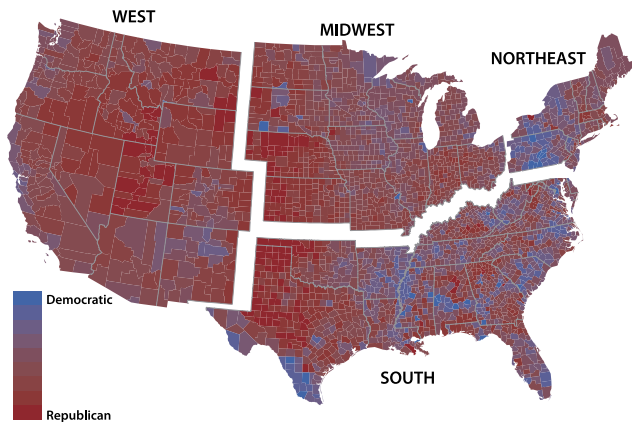 WEST
MIDWEST
NORTHEAST
SOUTH
Democratic
Republican